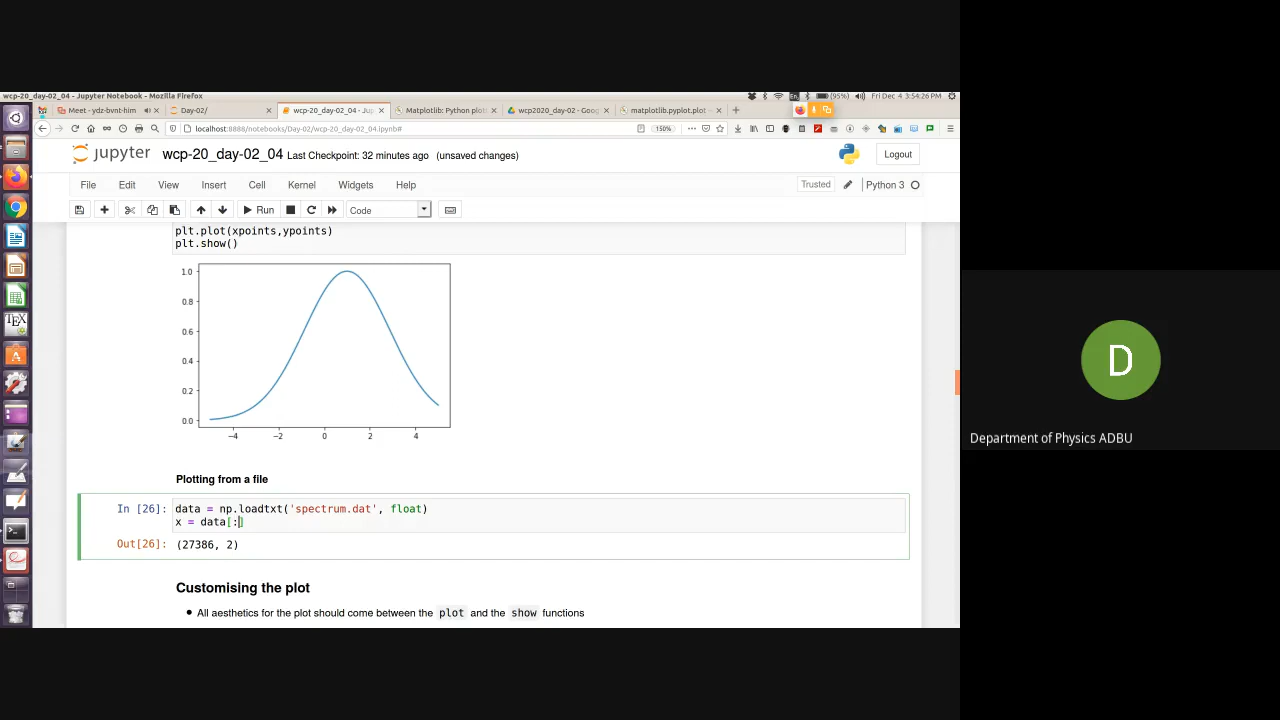 wcp-20_day-02_04 - Jupyter Notebook - Mozilla Firefox
(95%) Fri Dec 4 3:54:26 PM
Meet - ydz-bvnt-him
Day-02/
wcp-20_day-02_04 - Ju
Matplotlib: Python plot
wcp2020_day-02 - Goog
matplotlib.pyplot.plot —
localhost:8888/notebooks/Day-02/wcp-20_day-02_04.ipynb#
150%
jupyter wcp-20_day-02_04 Last Checkpoint: 32 minutes ago (unsaved changes)
Logout
File Edit View Insert Cell Kernel Widgets Help
Trusted
Python 3
Run
Code
plt.plot(xpoints,ypoints)
plt.show()
1.0
0.8
0.6
0.4
0.2
0.0
−4 −2 0 2 4
Plotting from a file
In [26]: data = np.loadtxt('spectrum.dat', float)
x = data[:]
Out[26]: (27386, 2)
Customising the plot
All aesthetics for the plot should come between the plot and the show functions
D
Department of Physics ADBU